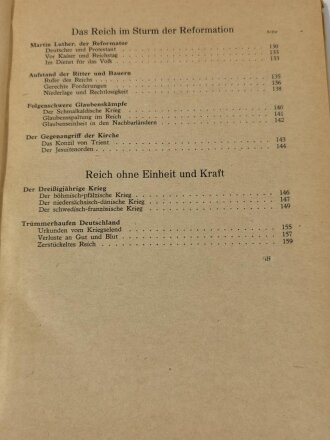 Das Reich im Sturm der Reformation
Seite
Martin Luther, der Reformator
Deutscher und Protestant 130
Vor Kaiser und Reichstag 133
Im Dienst für das Volk 133
Aufstand der Ritter und Bauern
Rufer des Rechts 135
Gerechte Forderungen 136
Niederlage und Rechtlosigkeit 138
Folgenschwere Glaubenskämpfe
Der Schmalkaldische Krieg 140
Glaubensspaltung im Reich 141
Glaubenseinheit in den Nachbarländern 142
Der Gegenangriff der Kirche
Das Konzil von Trient 143
Der Jesuitenorden 144
Reich ohne Einheit und Kraft
Der Dreißigjährige Krieg
Der böhmisch-pfälzische Krieg 146
Der niedersächsisch-dänische Krieg 147
Der schwedisch-französische Krieg 149
Trümmerhaufen Deutschland
Urkunden vom Kriegselend 155
Verluste an Gut und Blut 157
Zerstückeltes Reich 159